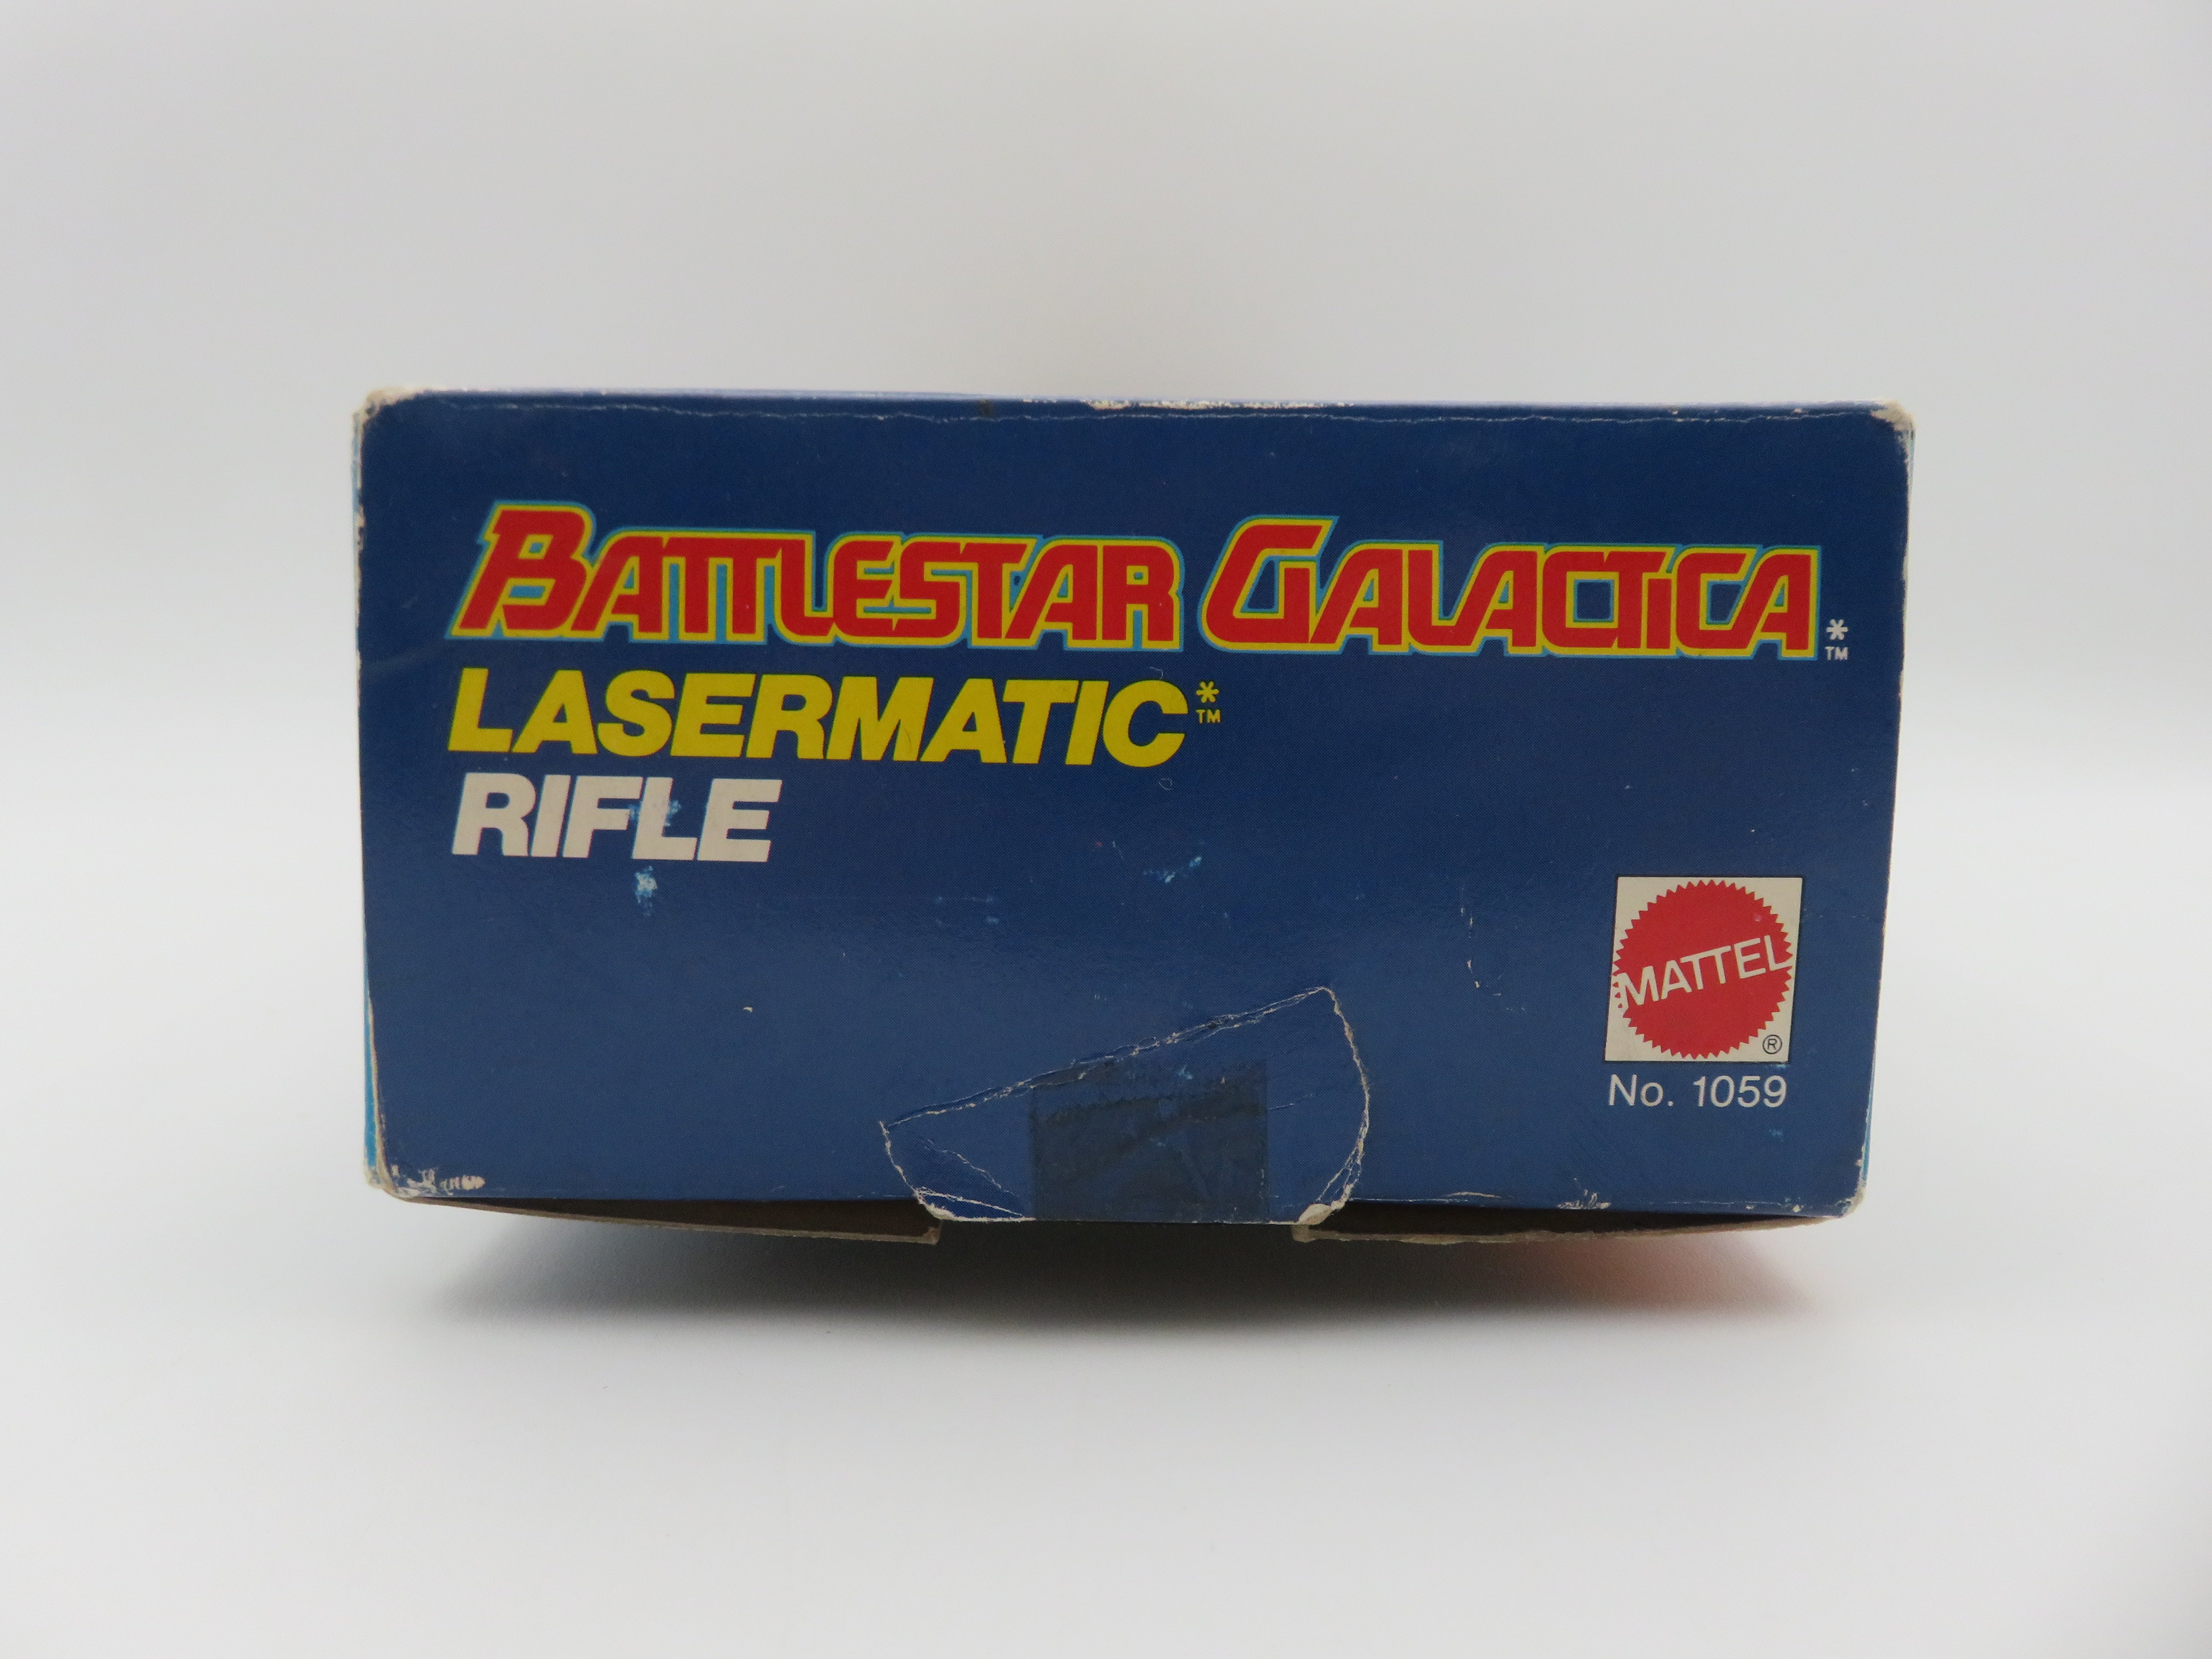 BATTLESTAR GALACTICA*™
LASERMATIC*™
RIFLE
MATTEL
®
No. 1059